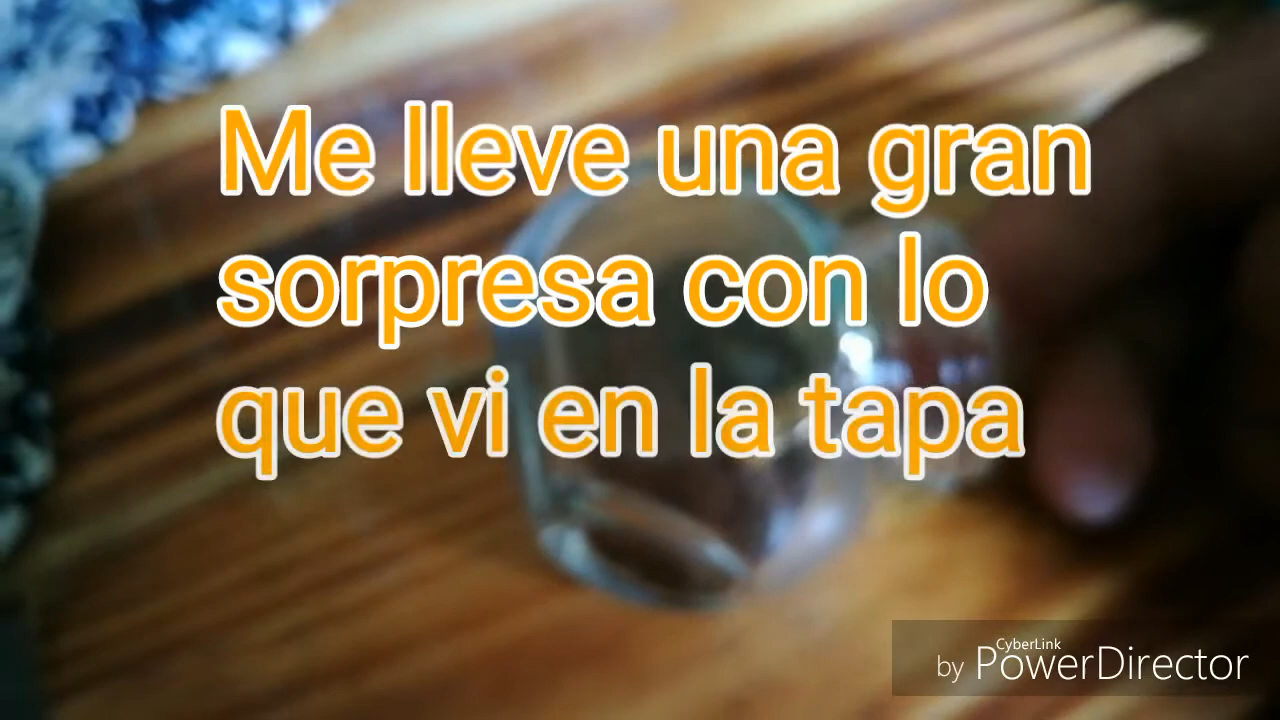 Me lleve una gran
sorpresa con lo
que vi en la tapa
CyberLink
by PowerDirector